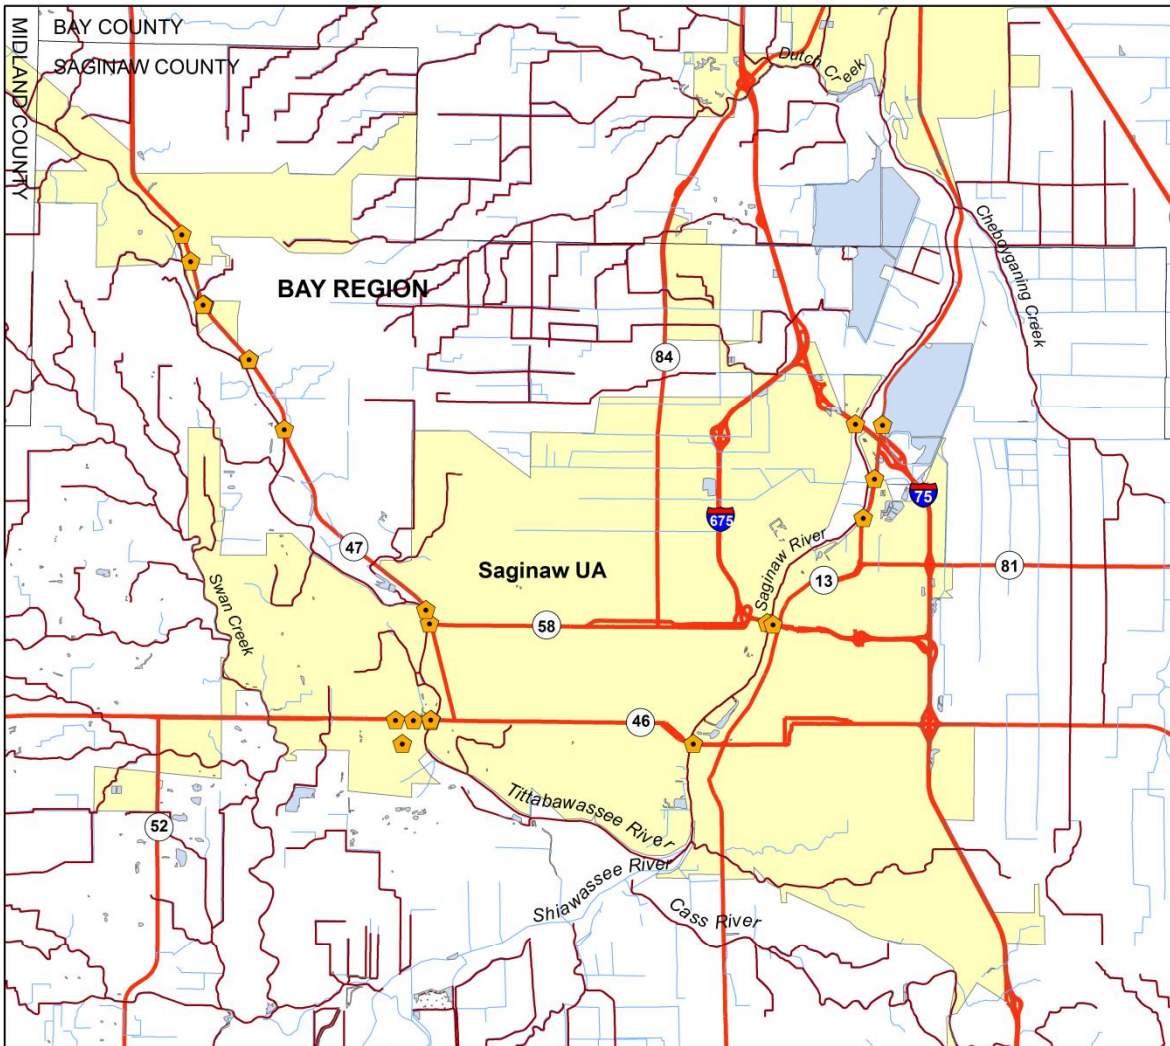 BAY COUNTY
SAGINAW COUNTY
MIDLAND COUNTY
Dutch Creek
Cheboyganing Creek
BAY REGION
84
75
675
47
Saginaw River
Saginaw UA
13
81
Swan Creek
58
46
52
Tittabawassee River
Shiawassee River
Cass River